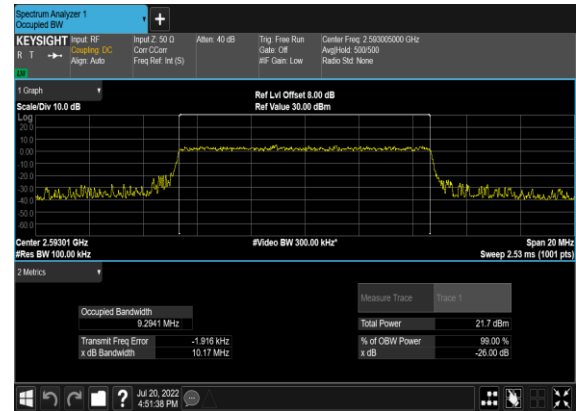 Spectrum Analyzer 1
Occupied BW
+
KEYSIGHT Input: RF Input Z: 50 Ω Atten: 40 dB Trig: Free Run Center Freq: 2.593005000 GHz
R T Coupling: DC Corr CCorr Gate: Off Avg|Hold: 500/500
Align: Auto Freq Ref: Int (S) #IF Gain: Low Radio Std: None
LXI
1 Graph
Ref Lvl Offset 8.00 dB
Scale/Div 10.0 dB Ref Value 30.00 dBm
Log
20.0
10.0
0.00
-10.0
-20.0
-30.0
-40.0
-50.0
-60.0
Center 2.59301 GHz #Video BW 300.00 kHz* Span 20 MHz
#Res BW 100.00 kHz Sweep 2.53 ms (1001 pts)
2 Metrics
Measure Trace Trace 1
Occupied Bandwidth
9.2941 MHz Total Power 21.7 dBm
Transmit Freq Error -1.916 kHz % of OBW Power 99.00 %
x dB Bandwidth 10.17 MHz x dB -26.00 dB
? Jul 20, 2022
4:51:38 PM